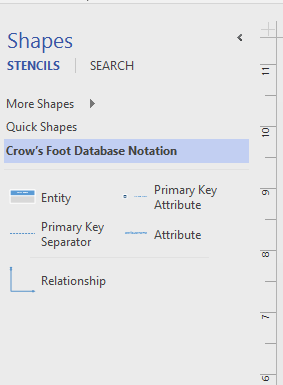 Shapes
STENCILS SEARCH
More Shapes
Quick Shapes
Crow's Foot Database Notation
Entity
Primary Key
Attribute
Primary Key
Separator
Attribute
Relationship
11
10
9
8
7
6